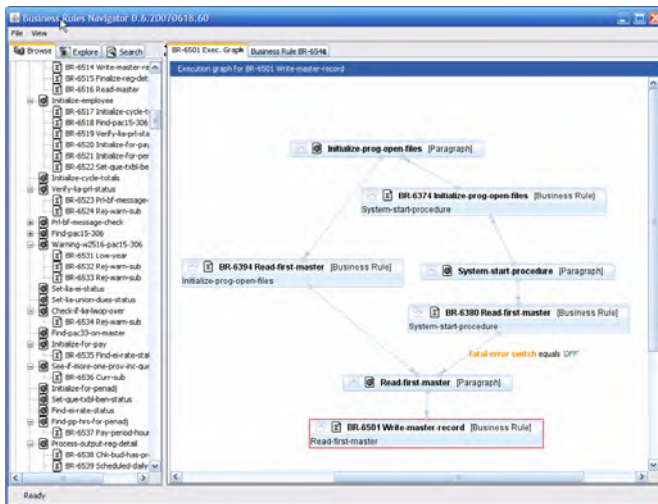 Business Rules Navigator 0.6.20070618.60
File View
Browse Explore Search
BR-6501 Exec. Graph Business Rule BR-6548
Execution graph for BR-6501 Write-master-record
BR-6514 Write-master-re
BR-6515 Finalize-reg-det
BR-6516 Read-master
Initialize-employee
BR-6517 Initialize-cycle-t
BR-6518 Find-pac15-306
BR-6519 Verify-ka-prl-sta
BR-6520 Initialize-for-pay
BR-6521 Initialize-for-per
BR-6522 Set-que-txbl-be
Initialize-cycle-totals
Verify-ka-prl-status
BR-6523 Prl-bf-message-
BR-6524 Rej-warn-sub
Prl-bf-message-check
Find-pac15-306
Warning-w2516-pac15-306
BR-6531 Low-year
BR-6532 Rej-warn-sub
BR-6533 Rej-warn-sub
Set-ka-ei-status
Set-ka-union-dues-status
Check-if-ka-lwop-over
BR-6534 Rej-warn-sub
Find-pac33-on-master
Initialize-for-pay
BR-6535 Find-ei-rate-stat
See-if-more-one-prov-inc-que
BR-6536 Curr-sub
Initialize-for-penadj
Set-que-txbl-ben-status
Find-ei-rate-status
Find-pp-hrs-for-penadj
BR-6537 Pay-period-hour
Process-output-reg-detail
BR-6538 Chk-bud-has-pr
BR-6539 Scheduled-daily
Initialize-prog-open-files [Paragraph]
BR-6374 Initialize-prog-open-files [Business Rule]
System-start-procedure
BR-6394 Read-first-master [Business Rule]
Initialize-prog-open-files
System-start-procedure [Paragraph]
BR-6380 Read-first-master [Business Rule]
System-start-procedure
fatal error switch equals 'OFF'
Read-first-master [Paragraph]
BR-6501 Write-master-record [Business Rule]
Read-first-master
Ready